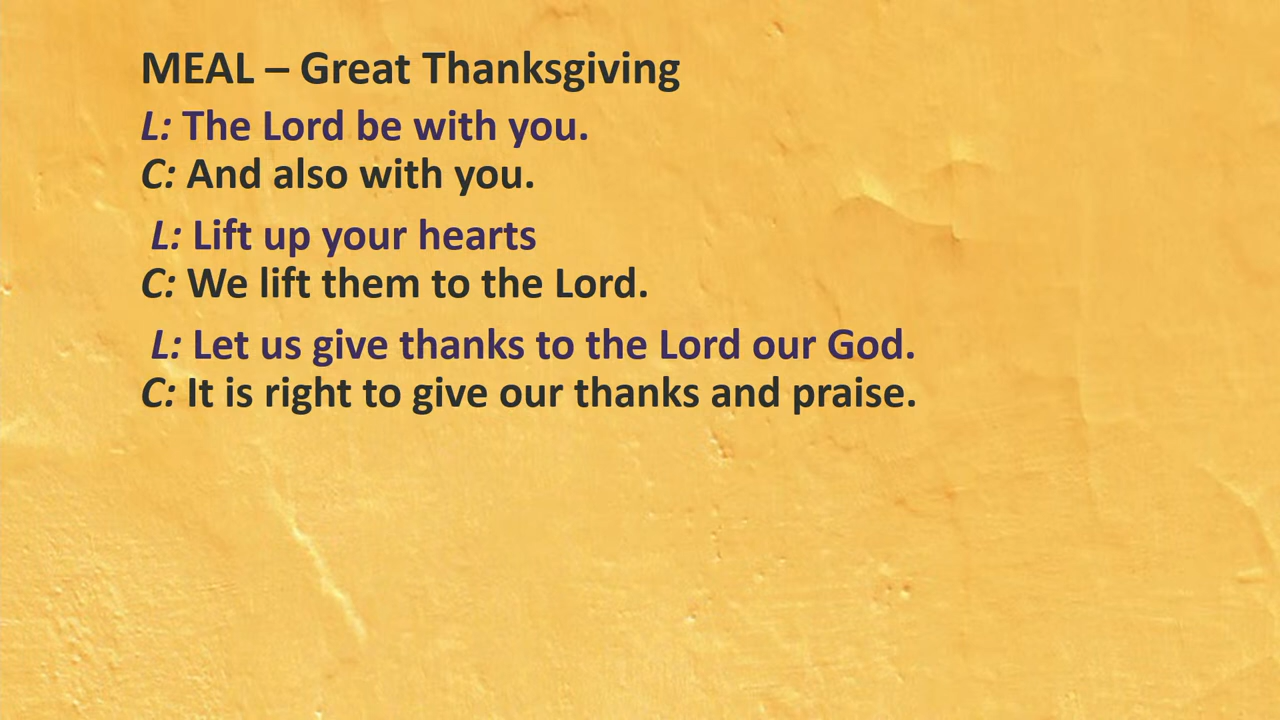 MEAL – Great Thanksgiving
L: The Lord be with you.
C: And also with you.
L: Lift up your hearts
C: We lift them to the Lord.
L: Let us give thanks to the Lord our God.
C: It is right to give our thanks and praise.